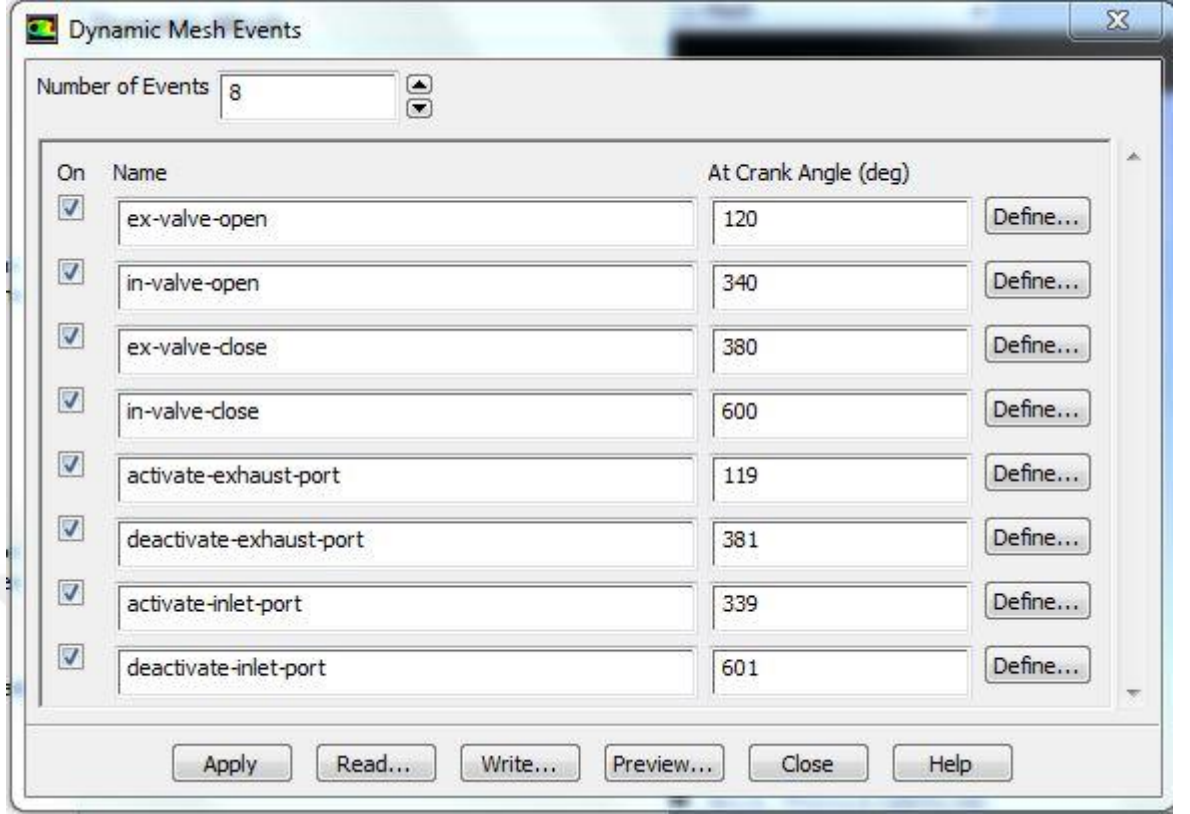 Dynamic Mesh Events
Number of Events 8
On Name At Crank Angle (deg)
ex-valve-open 120 Define...
in-valve-open 340 Define...
ex-valve-close 380 Define...
in-valve-close 600 Define...
activate-exhaust-port 119 Define...
deactivate-exhaust-port 381 Define...
activate-inlet-port 339 Define...
deactivate-inlet-port 601 Define...
Apply Read... Write... Preview... Close Help